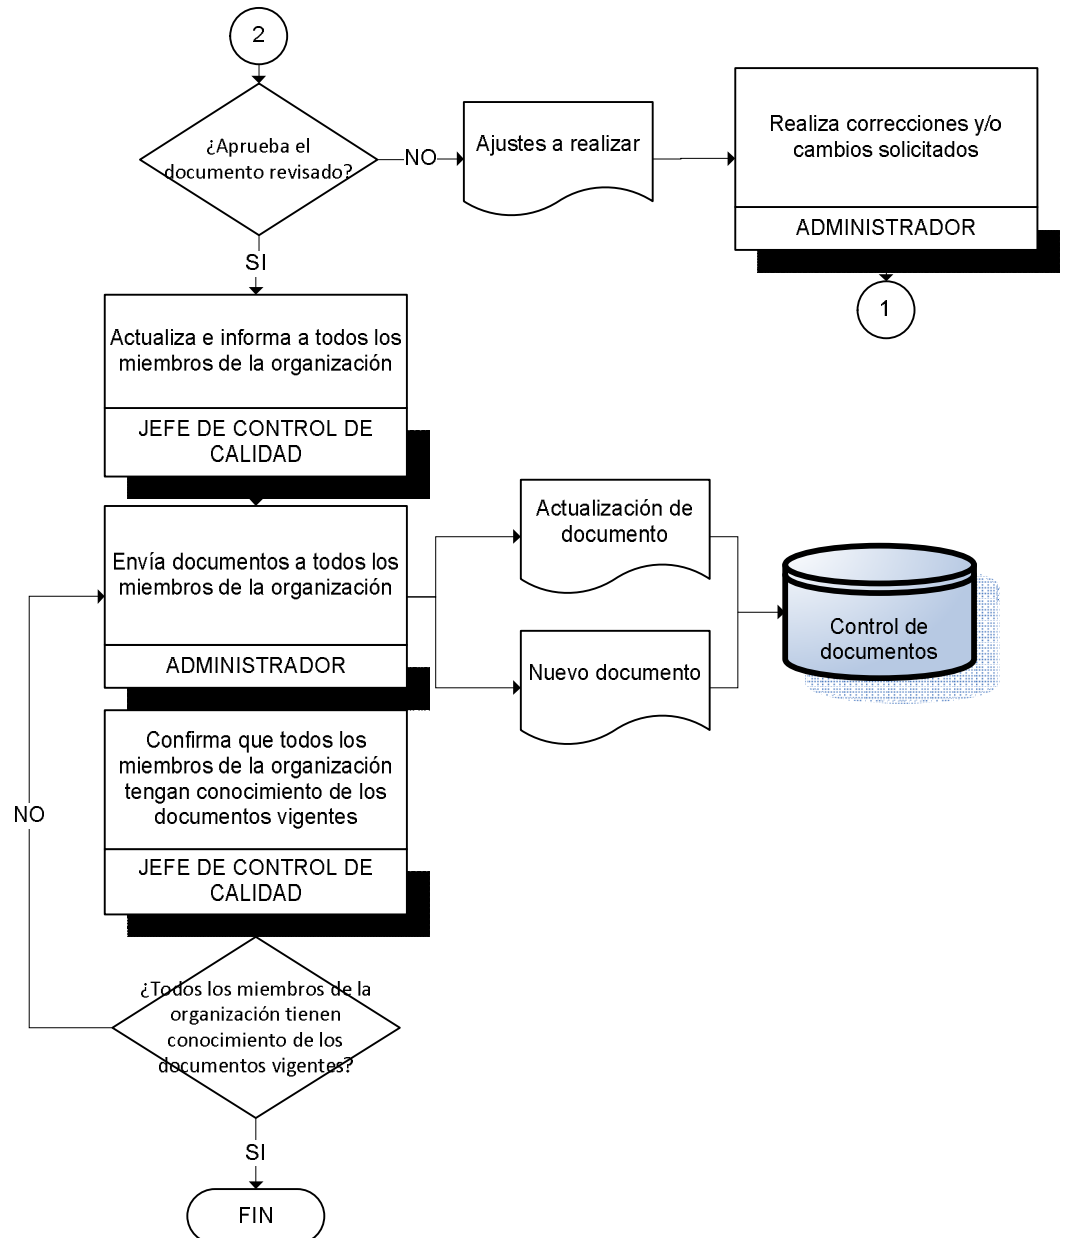 2
¿Aprueba el
documento revisado?
NO
Ajustes a realizar
Realiza correcciones y/o
cambios solicitados
ADMINISTRADOR
1
SI
Actualiza e informa a todos los
miembros de la organización
JEFE DE CONTROL DE
CALIDAD
Envía documentos a todos los
miembros de la organización
ADMINISTRADOR
Actualización de
documento
Nuevo documento
Control de
documentos
Confirma que todos los
miembros de la organización
tengan conocimiento de los
documentos vigentes
JEFE DE CONTROL DE
CALIDAD
NO
¿Todos los miembros de la
organización tienen
conocimiento de los
documentos vigentes?
SI
FIN